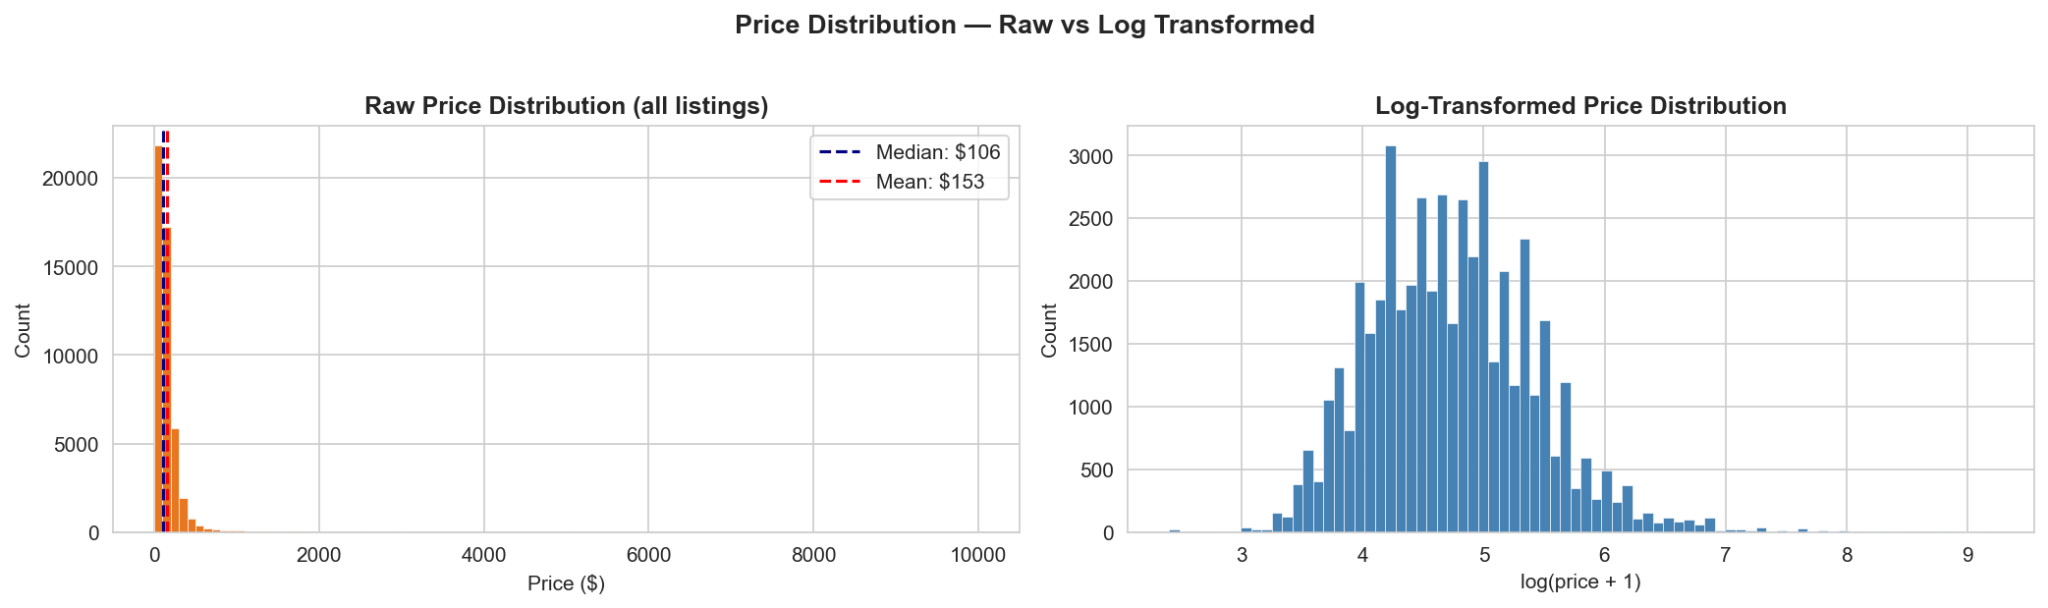 Price Distribution — Raw vs Log Transformed
Raw Price Distribution (all listings)
Median: $106
Mean: $153
Count
20000
15000
10000
5000
0
0 2000 4000 6000 8000 10000
Price ($)
Log-Transformed Price Distribution
Count
3000
2500
2000
1500
1000
500
0
3 4 5 6 7 8 9
log(price + 1)